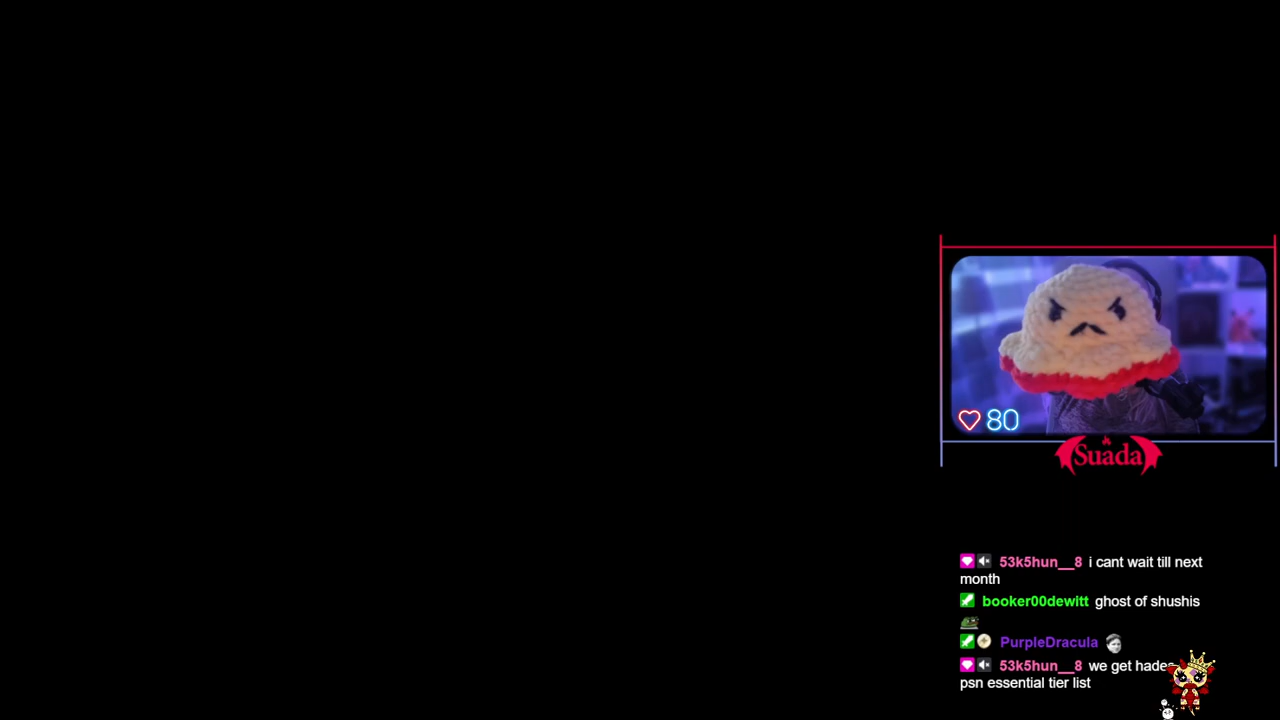 80
Suada
53k5hun__8 i cant wait till next
month
booker00dewitt ghost of shushis
PurpleDracula
53k5hun__8 we get hades
psn essential tier list